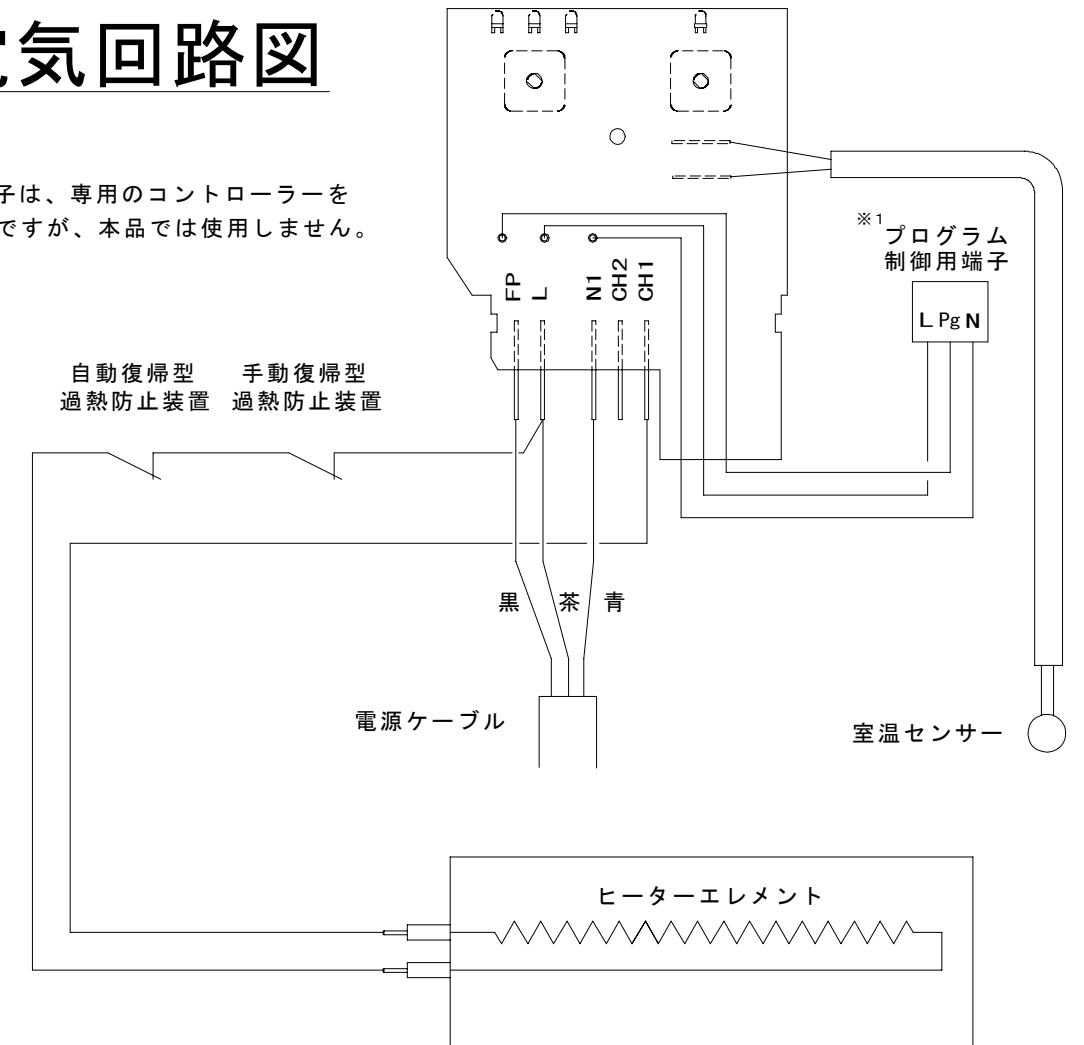 気回路図
子は、専用のコントローラーを
ですが、本品では使用しません。
※1
プログラム
制御用端子
L Pg N
FP
L
N1
CH2
CH1
自動復帰型
過熱防止装置
手動復帰型
過熱防止装置
黒
茶
青
電源ケーブル
室温センサー
ヒーターエレメント